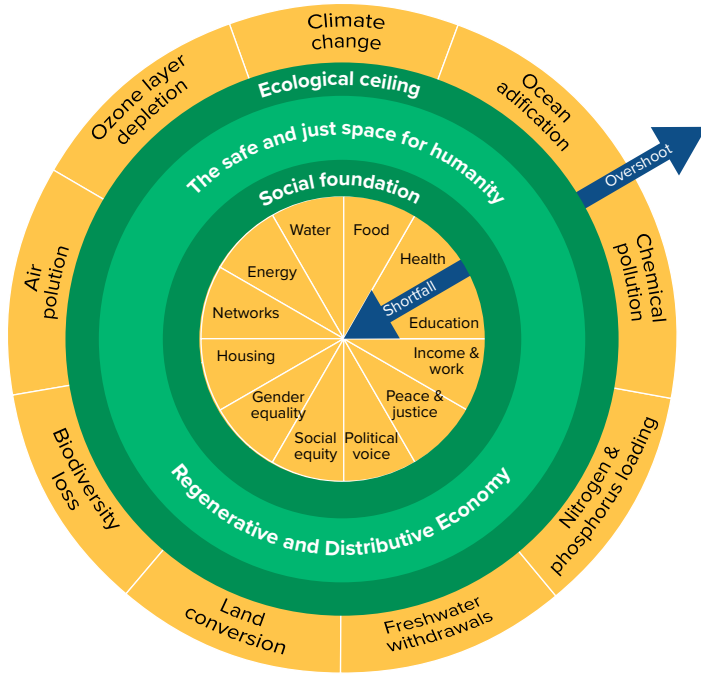 Climate
change
Ocean
adification
Overshoot
Chemical
pollution
Nitrogen &
phosphorus loading
Freshwater
withdrawals
Land
conversion
Biodiversity
loss
Air
polution
Ozone layer
depletion
Ecological ceiling
The safe and just space for humanity
Social foundation
Water
Food
Health
Shortfall
Education
Income &
work
Peace &
justice
Political
voice
Social
equity
Gender
equality
Housing
Networks
Energy
Regenerative and Distributive Economy